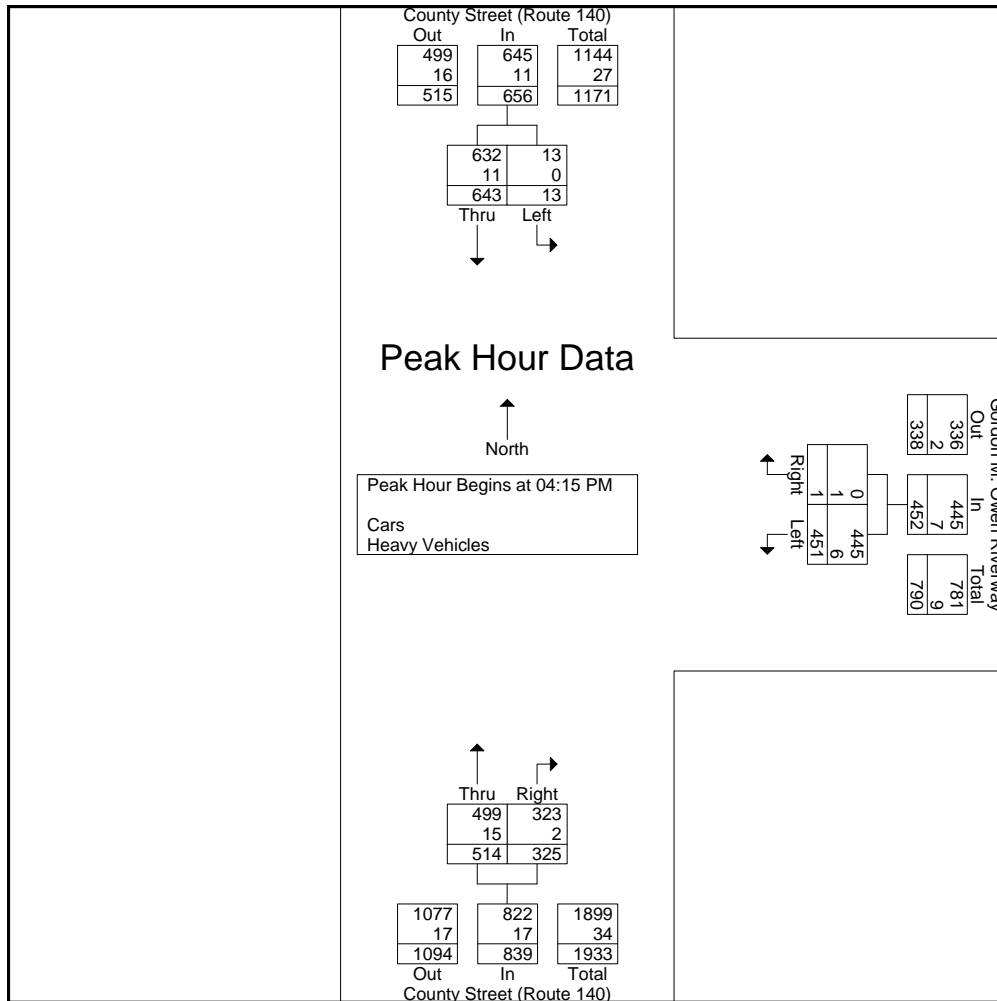 County Street (Route 140)
Out In Total
499 645 1144
16 11 27
515 656 1171
632 13
11 0
643 13
Thru Left
Peak Hour Data
North
Peak Hour Begins at 04:15 PM
Cars
Heavy Vehicles
Gordon M. Owen Riverway
Out In Total
336 445 781
2 7 9
338 452 790
0 445
1 6
1 451
Right Left
Thru Right
499 323
15 2
514 325
1077 822 1899
17 17 34
1094 839 1933
Out In Total
County Street (Route 140)